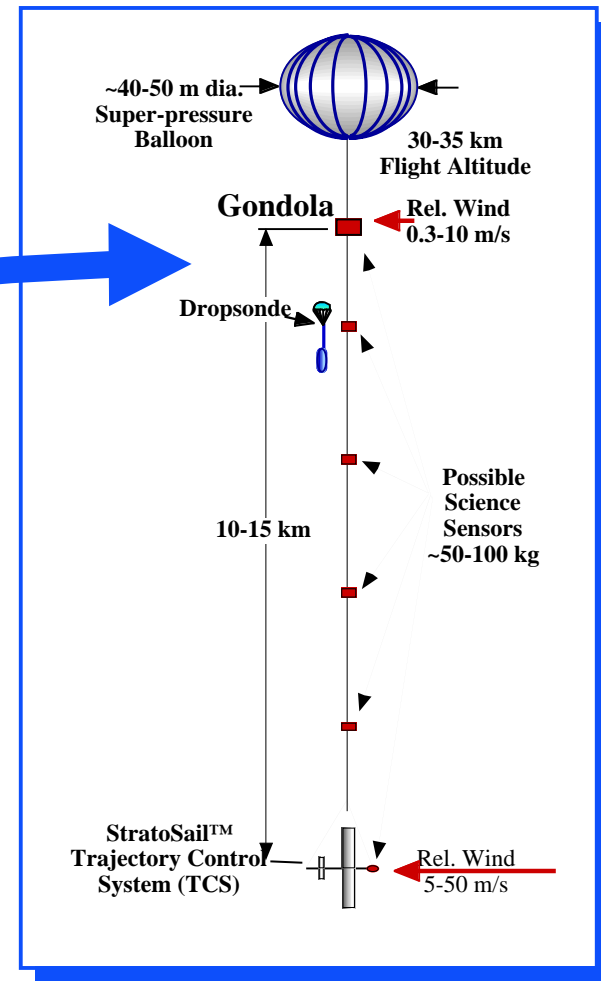 ~40-50 m dia.
Super-pressure
Balloon
30-35 km
Flight Altitude
Gondola
Rel. Wind
0.3-10 m/s
Dropsonde
Possible
Science
Sensors
~50-100 kg
10-15 km
StratoSail™
Trajectory Control
System (TCS)
Rel. Wind
5-50 m/s